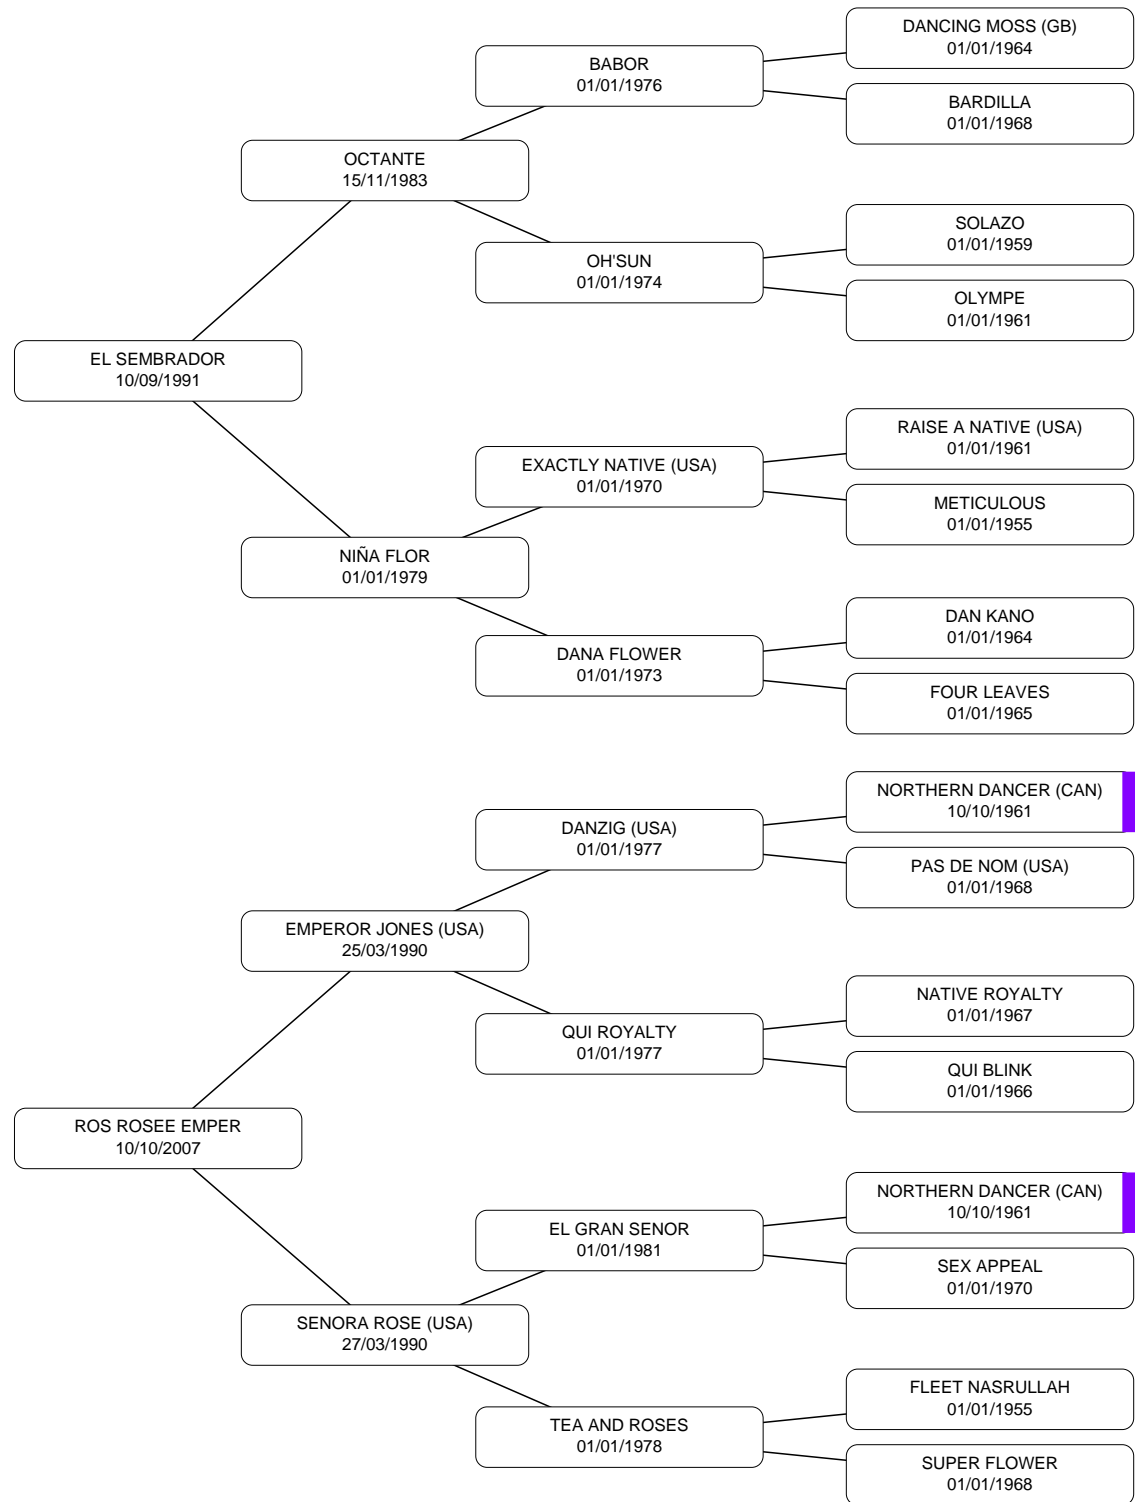 DANCING MOSS (GB)
01/01/1964
BABOR
01/01/1976
BARDILLA
01/01/1968
OCTANTE
15/11/1983
SOLAZO
01/01/1959
OH'SUN
01/01/1974
OLYMPE
01/01/1961
EL SEMBRADOR
10/09/1991
RAISE A NATIVE (USA)
01/01/1961
EXACTLY NATIVE (USA)
01/01/1970
METICULOUS
01/01/1955
NIÑA FLOR
01/01/1979
DAN KANO
01/01/1964
DANA FLOWER
01/01/1973
FOUR LEAVES
01/01/1965
NORTHERN DANCER (CAN)
10/10/1961
DANZIG (USA)
01/01/1977
PAS DE NOM (USA)
01/01/1968
EMPEROR JONES (USA)
25/03/1990
NATIVE ROYALTY
01/01/1967
QUI ROYALTY
01/01/1977
QUI BLINK
01/01/1966
ROS ROSEE EMPER
10/10/2007
NORTHERN DANCER (CAN)
10/10/1961
EL GRAN SENOR
01/01/1981
SEX APPEAL
01/01/1970
SENORA ROSE (USA)
27/03/1990
FLEET NASRULLAH
01/01/1955
TEA AND ROSES
01/01/1978
SUPER FLOWER
01/01/1968